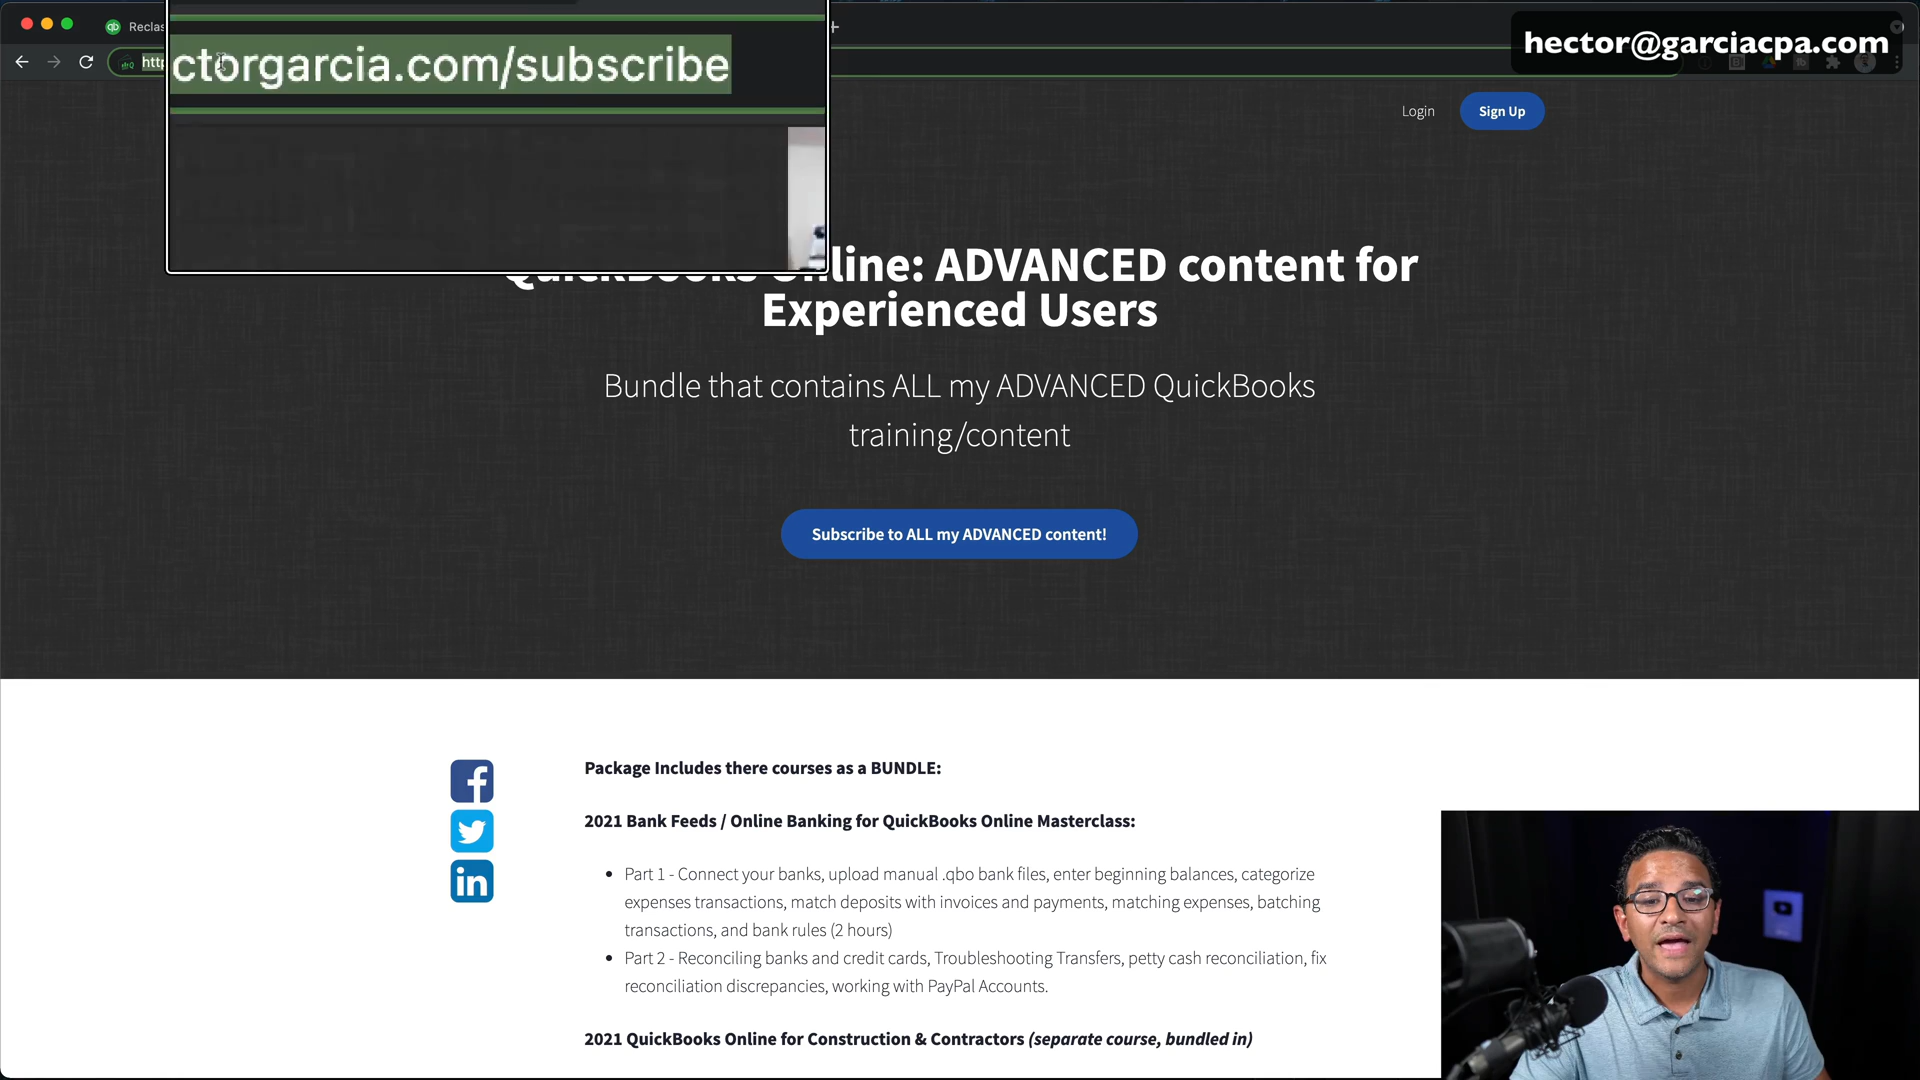 Reclas
hector@garciacpa.com
http
ctorgarcia.com/subscribe
Login
Sign Up
Online: ADVANCED content for
Experienced Users
Bundle that contains ALL my ADVANCED QuickBooks
training/content
Subscribe to ALL my ADVANCED content!
Package Includes there courses as a BUNDLE:
2021 Bank Feeds / Online Banking for QuickBooks Online Masterclass:
• Part 1 - Connect your banks, upload manual .qbo bank files, enter beginning balances, categorize
expenses transactions, match deposits with invoices and payments, matching expenses, batching
transactions, and bank rules (2 hours)
• Part 2 - Reconciling banks and credit cards, Troubleshooting Transfers, petty cash reconciliation, fix
reconciliation discrepancies, working with PayPal Accounts.
2021 QuickBooks Online for Construction & Contractors (separate course, bundled in)